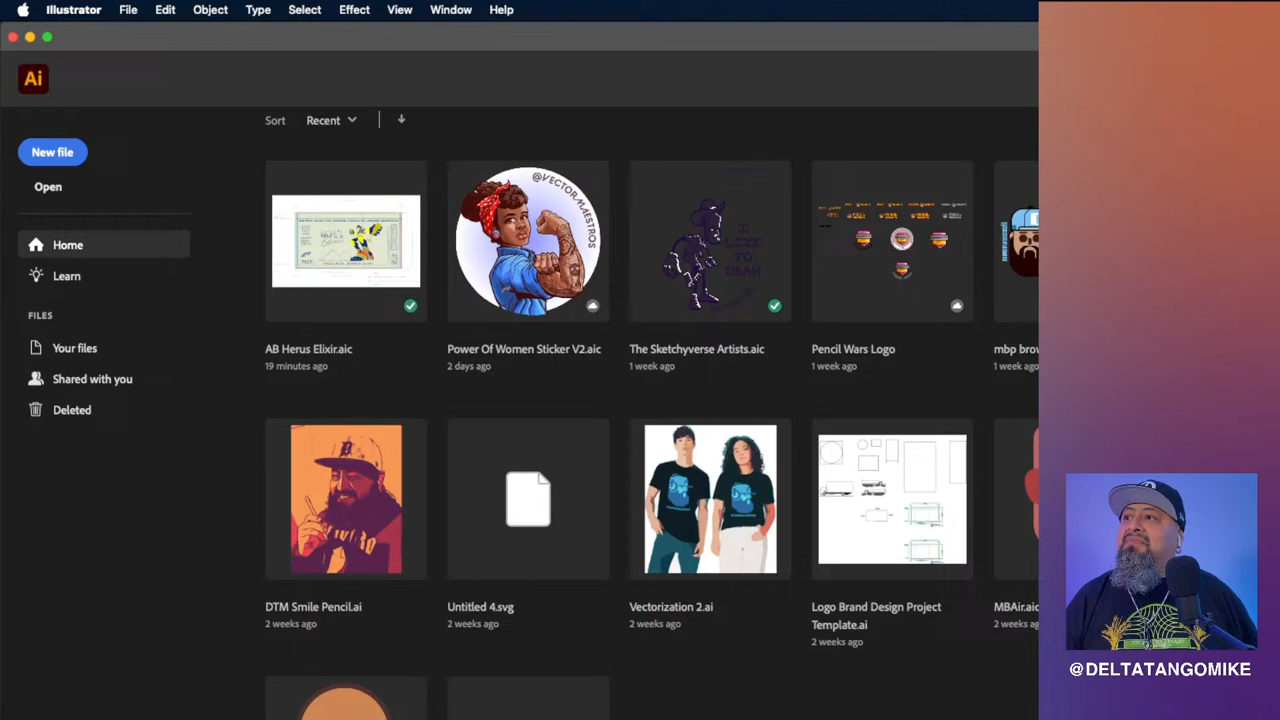 Illustrator File Edit Object Type Select Effect View Window Help
Ai
Sort Recent
New file
Open
Home
Learn
FILES
Your files
Shared with you
Deleted
@VECTORMAESTROS
I
LIKE
TO
DRAW
AB Herus Elixir.aic
19 minutes ago
Power Of Women Sticker V2.aic
2 days ago
The Sketchyverse Artists.aic
1 week ago
Pencil Wars Logo
1 week ago
mbp brow
1 week ago
DTM Smile Pencil.ai
2 weeks ago
Untitled 4.svg
2 weeks ago
Vectorization 2.ai
2 weeks ago
Logo Brand Design Project
Template.ai
2 weeks ago
MBAir.aic
2 weeks ago
@DELTATANGOMIKE